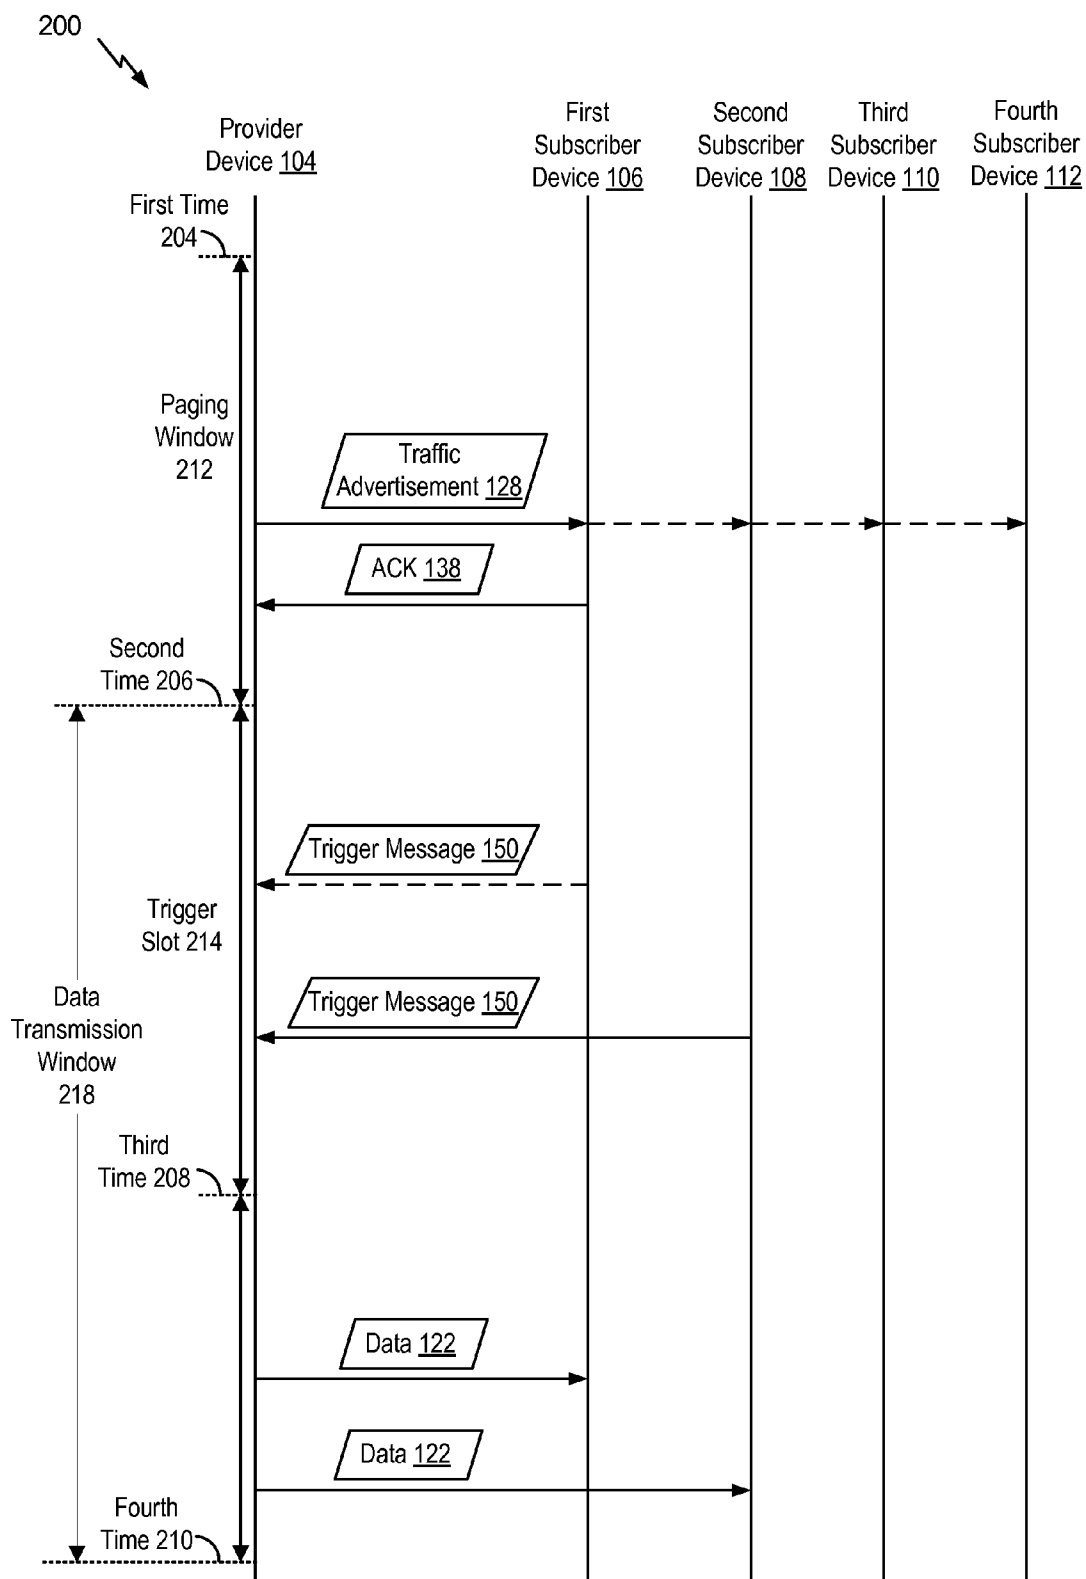 200
Provider
Device 104
First
Subscriber
Device 106
Second
Subscriber
Device 108
Third
Subscriber
Device 110
Fourth
Subscriber
Device 112
First Time
204
Paging
Window
212
Traffic
Advertisement 128
ACK 138
Second
Time 206
Trigger Message 150
Trigger
Slot 214
Trigger Message 150
Data
Transmission
Window
218
Third
Time 208
Data 122
Data 122
Fourth
Time 210